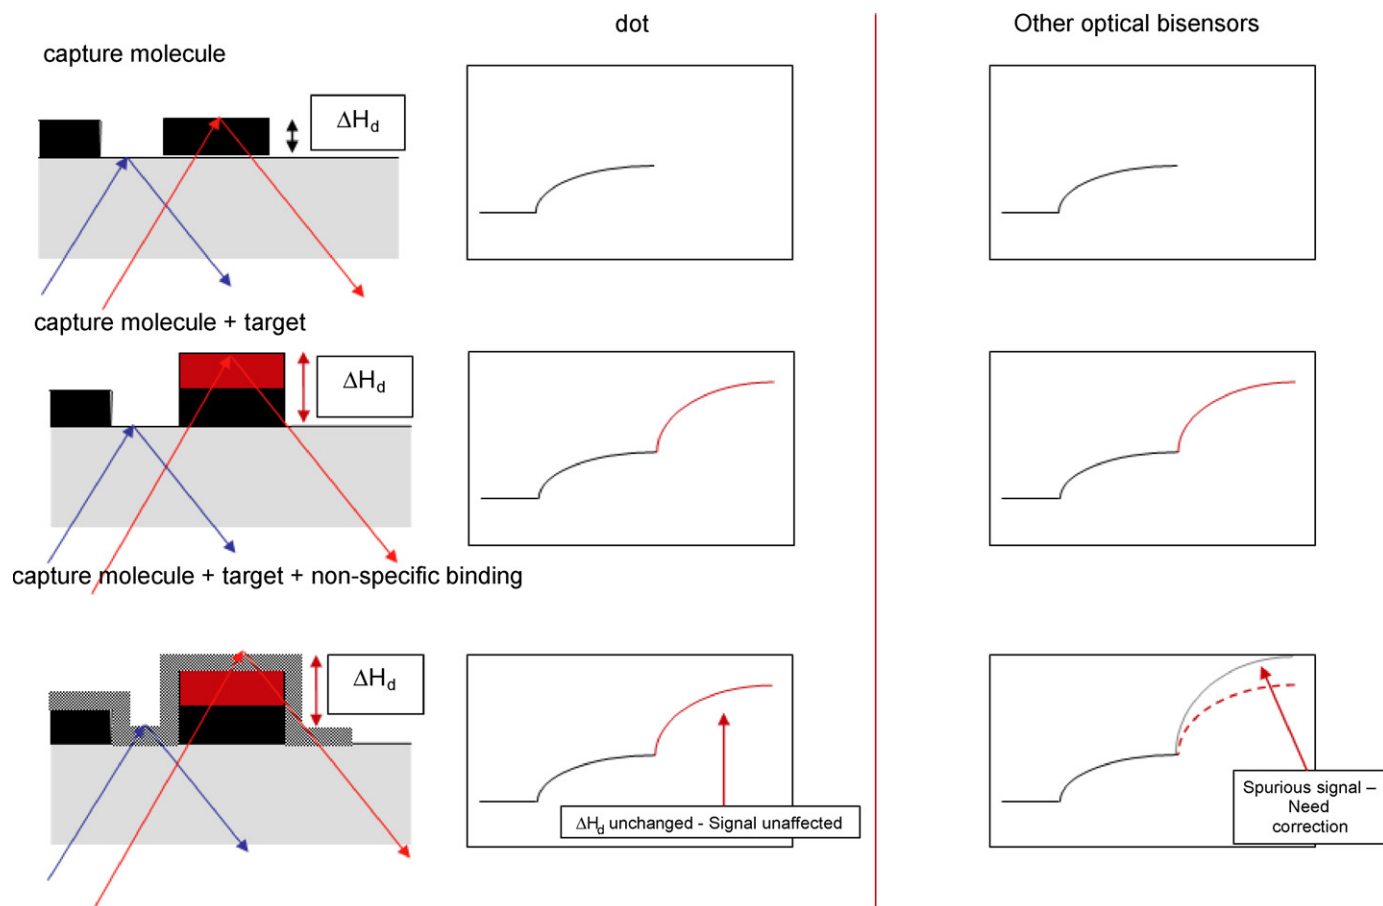 dot
Other optical bisensors
capture molecule
ΔHd
capture molecule + target
ΔHd
capture molecule + target + non-specific binding
ΔHd
ΔHd unchanged - Signal unaffected
Spurious signal –
Need
correction